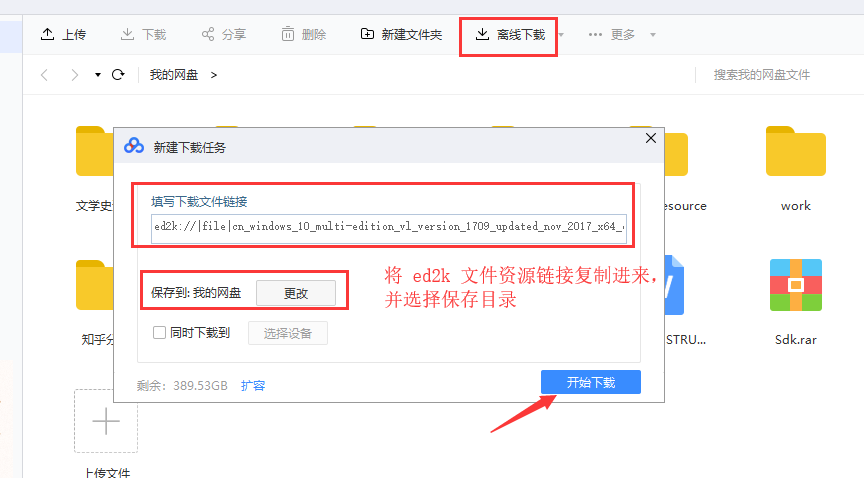 上传 下载 分享 删除 新建文件夹 离线下载 更多
我的网盘 > 搜索我的网盘文件
新建下载任务
填写下载文件链接
ed2k://|file|cn_windows_10_multi-edition_vl_version_1709_updated_nov_2017_x64_
文学史 esource work
保存到: 我的网盘 更改
将 ed2k 文件资源链接复制进来，
并选择保存目录
同时下载到 选择设备
知乎分 STRU... Sdk.rar
剩余: 389.53GB 扩容 开始下载
上传文件